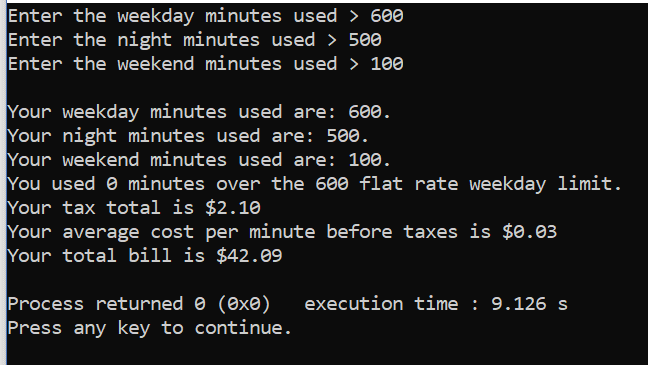 Enter the weekday minutes used > 600
Enter the night minutes used > 500
Enter the weekend minutes used > 100
Your weekday minutes used are: 600.
Your night minutes used are: 500.
Your weekend minutes used are: 100.
You used 0 minutes over the 600 flat rate weekday limit.
Your tax total is $2.10
Your average cost per minute before taxes is $0.03
Your total bill is $42.09
Process returned 0 (0x0)   execution time : 9.126 s
Press any key to continue.